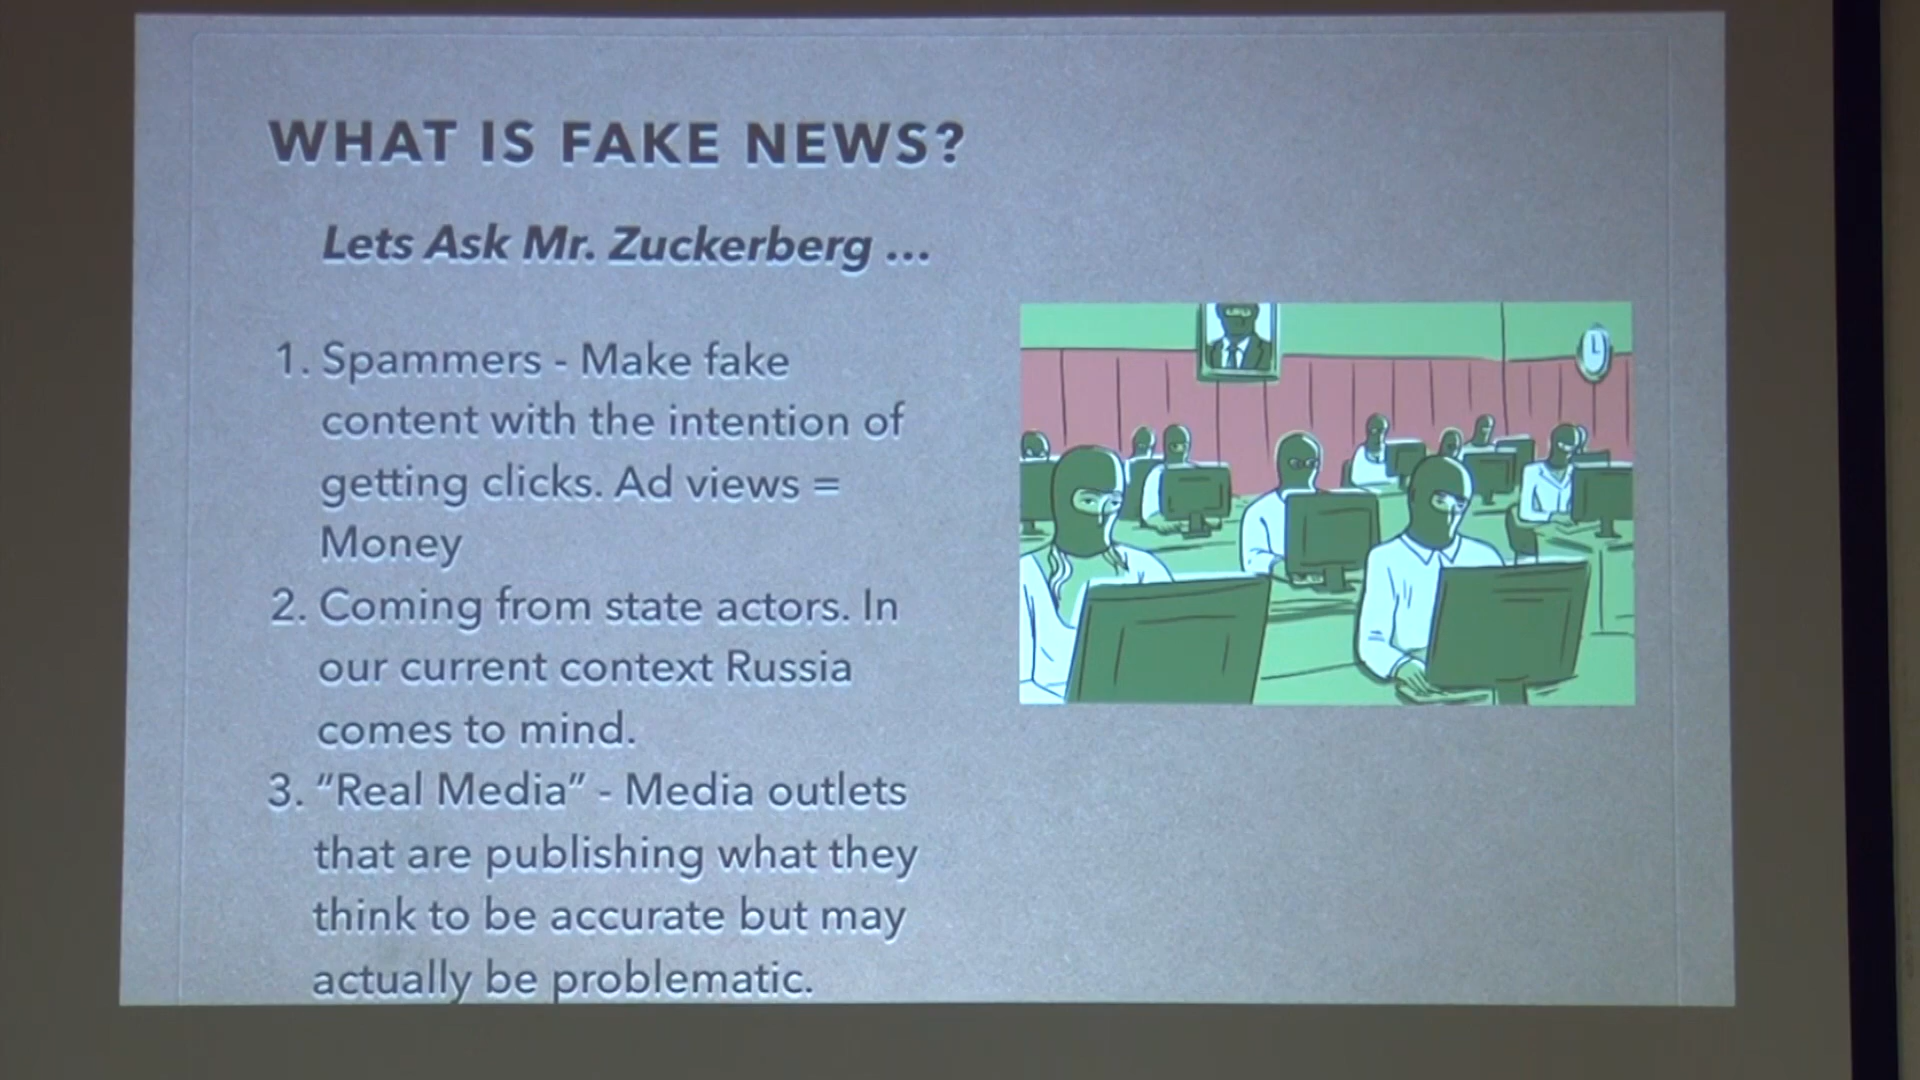 WHAT IS FAKE NEWS?
Lets Ask Mr. Zuckerberg ...
1. Spammers - Make fake
content with the intention of
getting clicks. Ad views =
Money
2. Coming from state actors. In
our current context Russia
comes to mind.
3. “Real Media” - Media outlets
that are publishing what they
think to be accurate but may
actually be problematic.